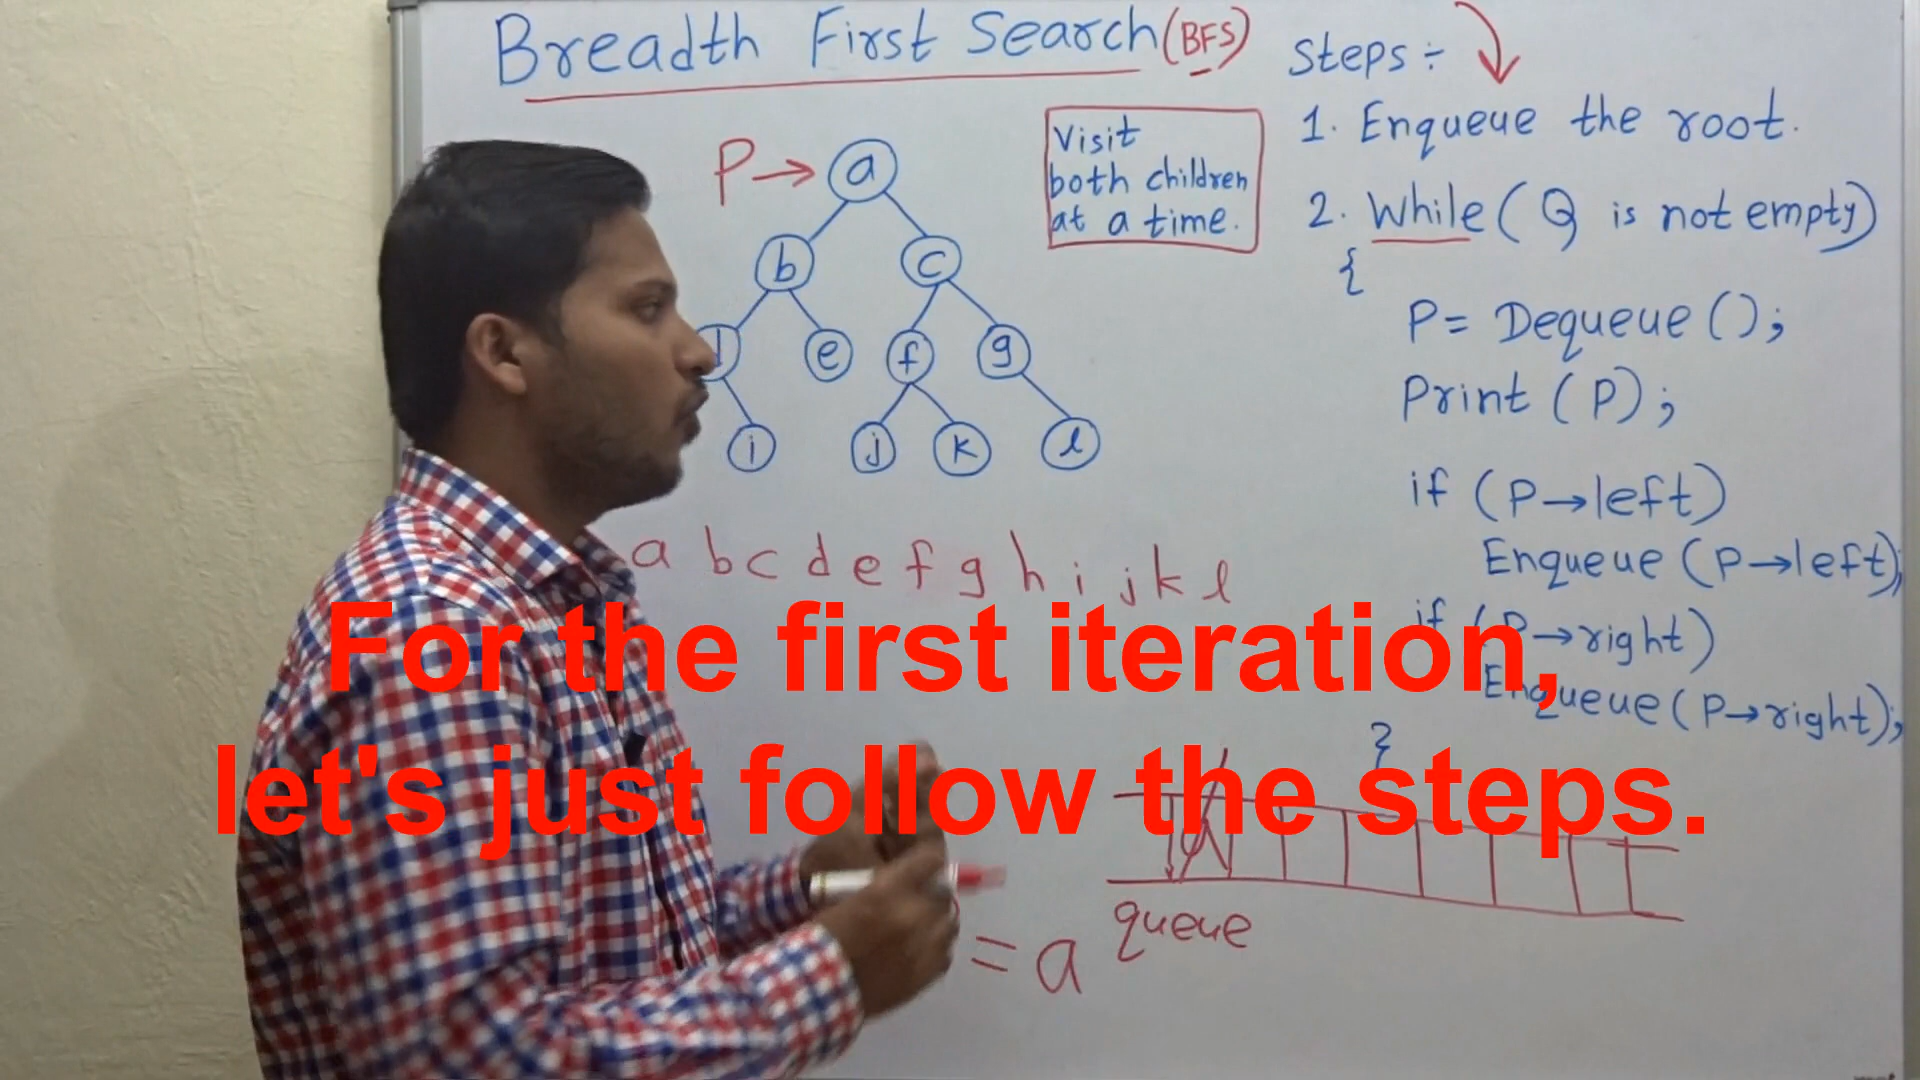 Breadth First Search (BFS)
Steps ÷
Visit
both children
at a time.
1. Enqueue the root.
2. While ( Q is not empty)
{
P = Dequeue ();
Print (P);
if (P→left)
Enqueue (P→left);
if (P→right)
Enqueue (P→right);
}
P→ a
b c
e f g
i j k l
a b c d e f g h i j k l
For the first iteration,
let's just follow the steps.
queue
= a